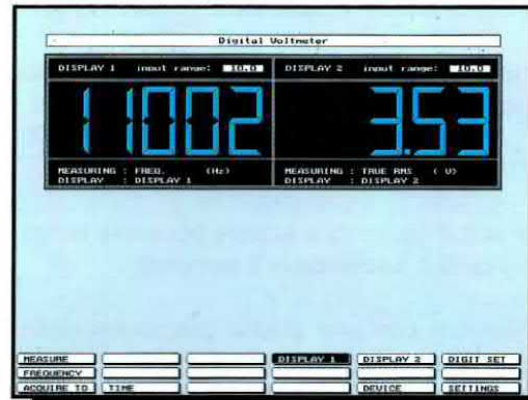 Digital Voltmeter
DISPLAY 1 input range: 10.0
DISPLAY 2 input range: 10.0
11002
3.53
MEASURING : FREQ. (Hz)
DISPLAY : DISPLAY 1
MEASURING : TRUE RMS ( V)
DISPLAY : DISPLAY 2
MEASURE DISPLAY 1 DISPLAY 2 DIGIT SET
FREQUENCY
ACQUIRE TO TIME DEVICE SETTINGS